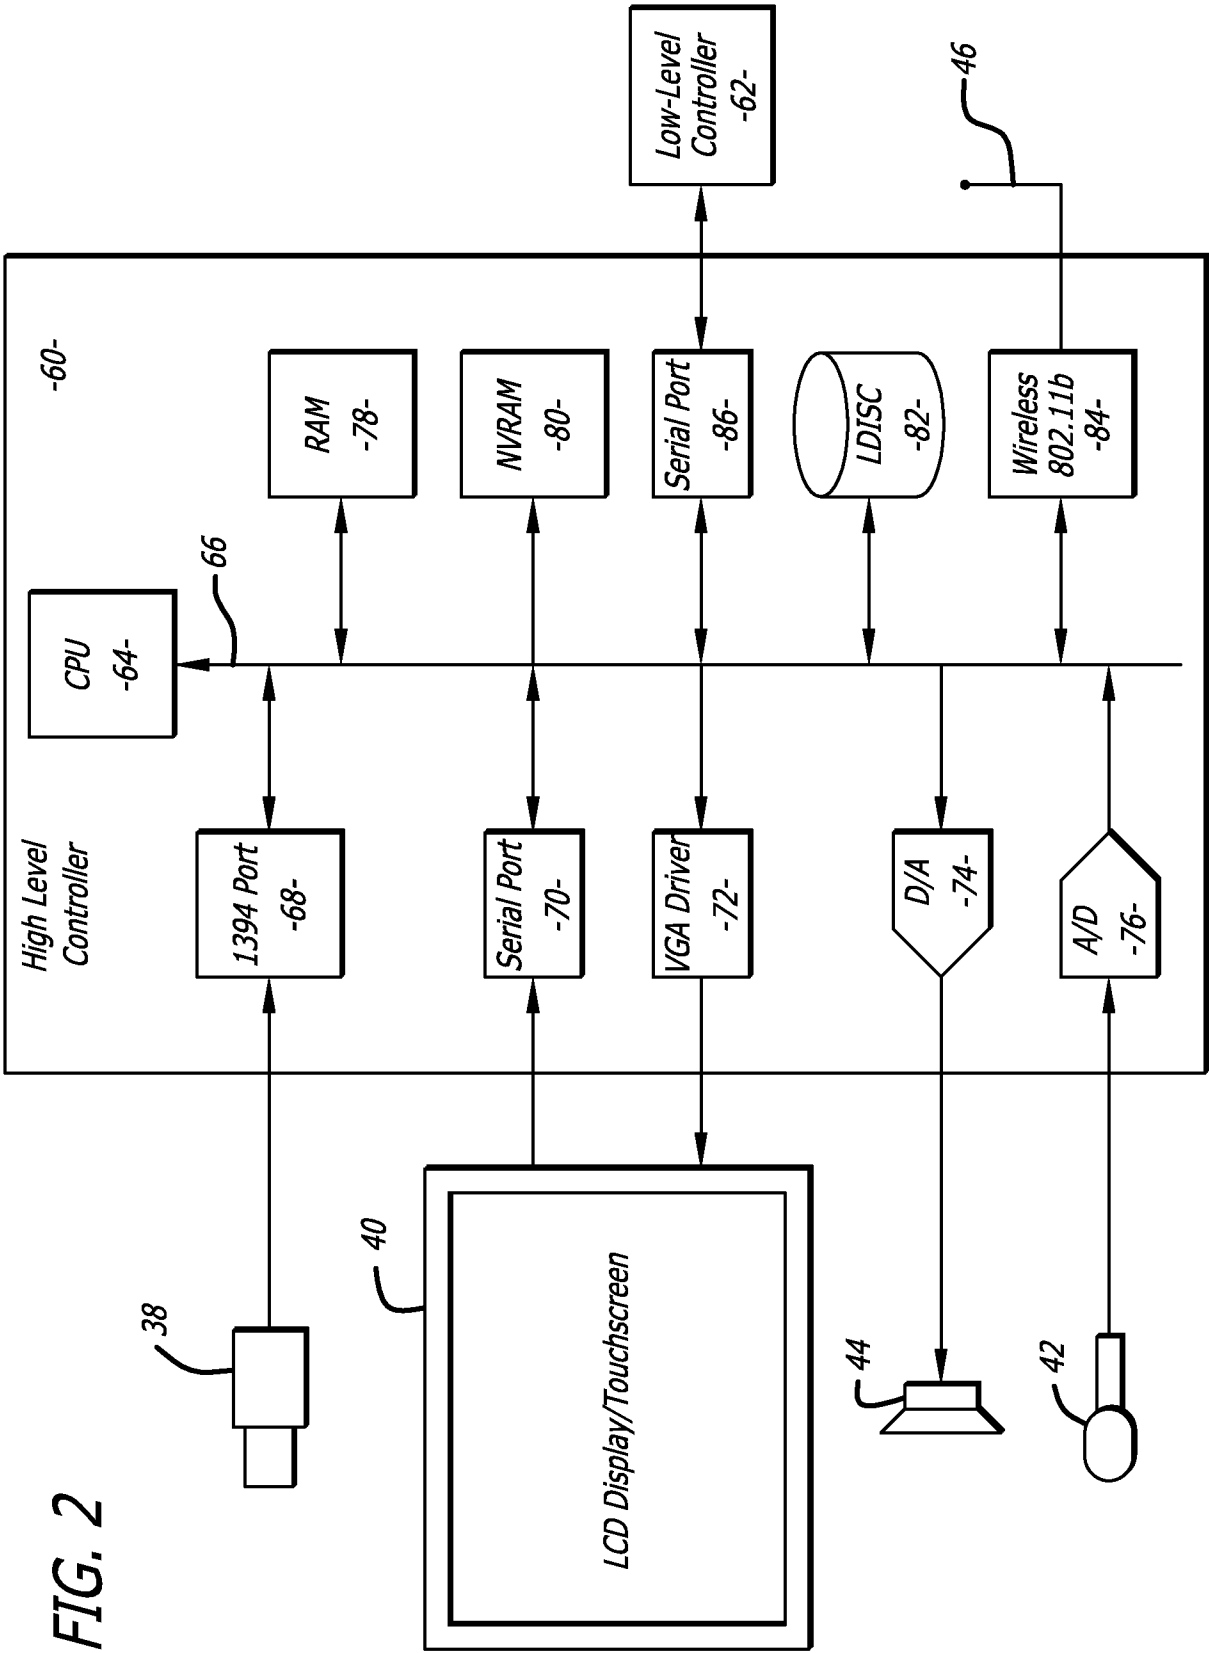 FIG. 2
High Level
Controller
-60-
CPU
-64-
66
38
1394 Port
-68-
RAM
-78-
40
LCD Display/Touchscreen
Serial Port
-70-
NVRAM
-80-
VGA Driver
-72-
Serial Port
-86-
Low-Level
Controller
-62-
44
D/A
-74-
LDISC
-82-
42
A/D
-76-
Wireless
802.11b
-84-
46